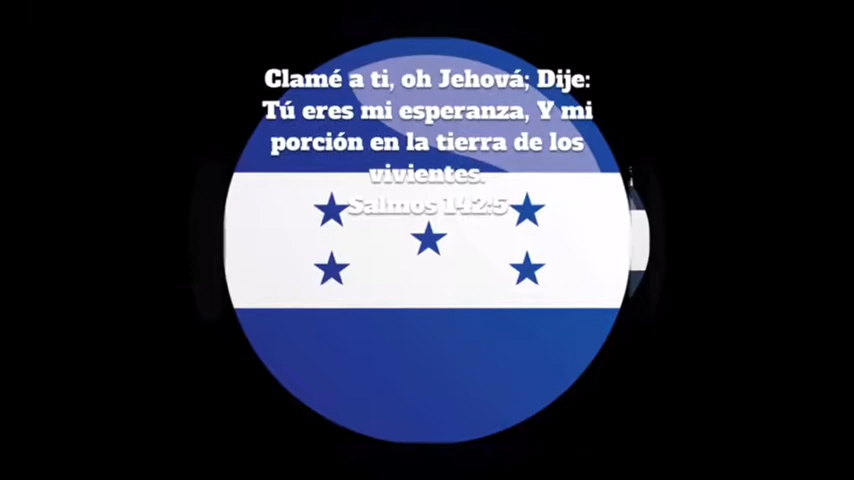 Clamé a ti, oh Jehová; Dije:
Tú eres mi esperanza, Y mi
porción en la tierra de los
vivientes.
Salmos 142:5